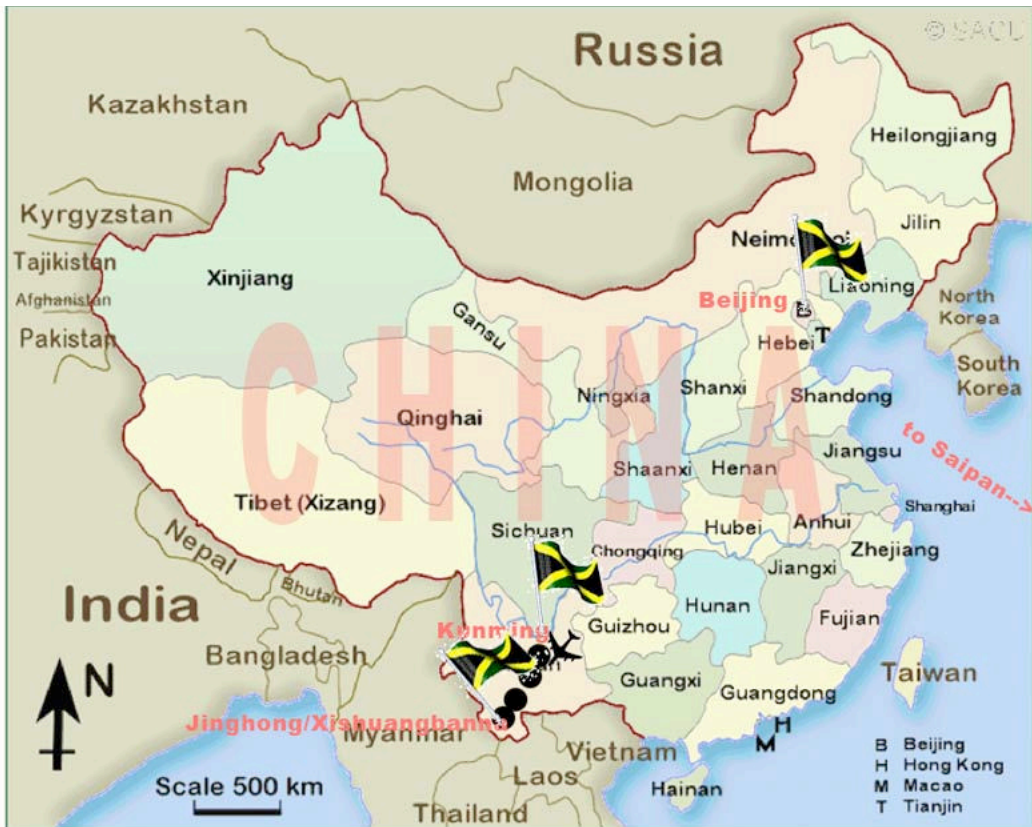 © SACU
Russia
Kazakhstan
Heilongjiang
Mongolia
Kyrgyzstan
Jilin
Tajikistan
Xinjiang
Liaoning
Afghanistan
Beijing
North
Korea
B
Pakistan
Gansu
Hebei
T
South
Korea
CHINA
Ningxia
Shanxi
Shandong
Qinghai
to Saipan-->
Jiangsu
Shaanxi
Henan
Tibet (Xizang)
Shanghai
Sichuan
Hubei
Anhui
Nepal
Chongqing
Zhejiang
Jiangxi
Bhutan
India
Hunan
Fujian
Kunming
Guizhou
Bangladesh
Taiwan
N
Guangxi
Guangdong
Jinghong/Xishuangbanna
H
M
Myanmar
Vietnam
B Beijing
Laos
H Hong Kong
Scale 500 km
Hainan
M Macao
T Tianjin
Thailand